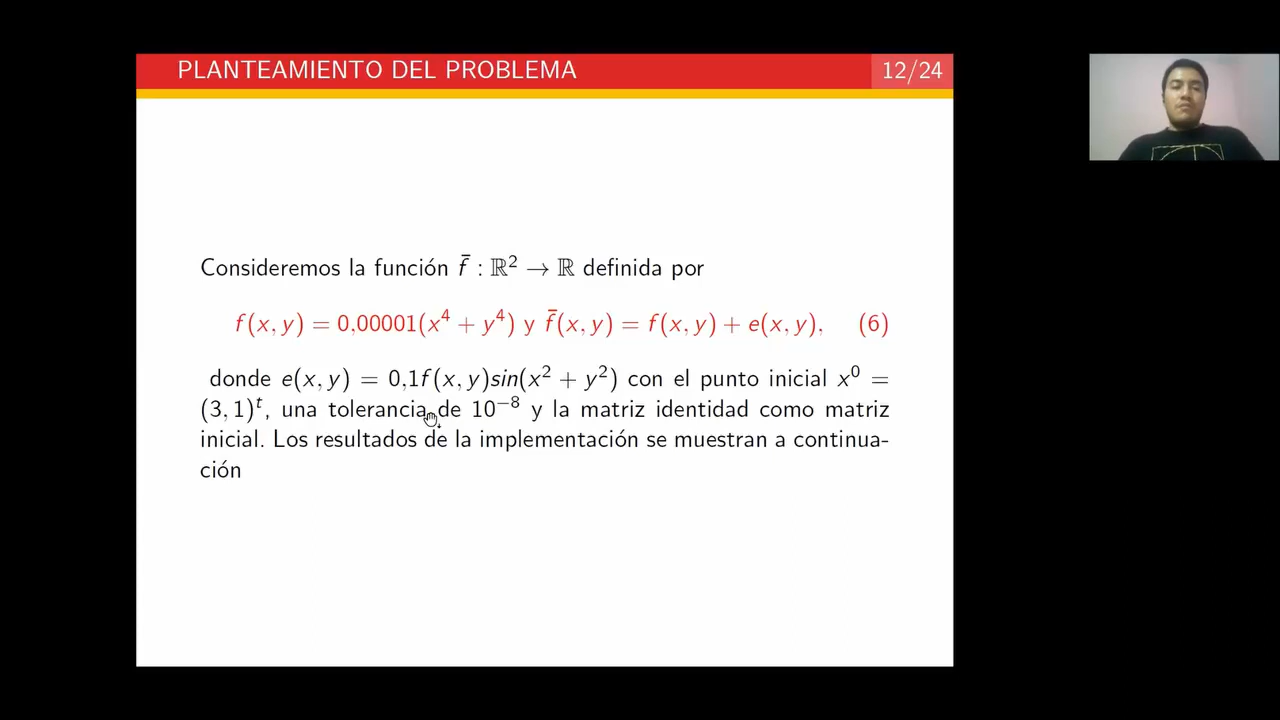 PLANTEAMIENTO DEL PROBLEMA 12/24
Consideremos la función f̄ : ℝ² → ℝ definida por
f(x, y) = 0,00001(x⁴ + y⁴) y f̄(x, y) = f(x, y) + e(x, y), (6)
donde e(x, y) = 0,1f(x, y)sin(x² + y²) con el punto inicial x⁰ =
(3, 1)ᵗ, una tolerancia de 10⁻⁸ y la matriz identidad como matriz
inicial. Los resultados de la implementación se muestran a continua-
ción